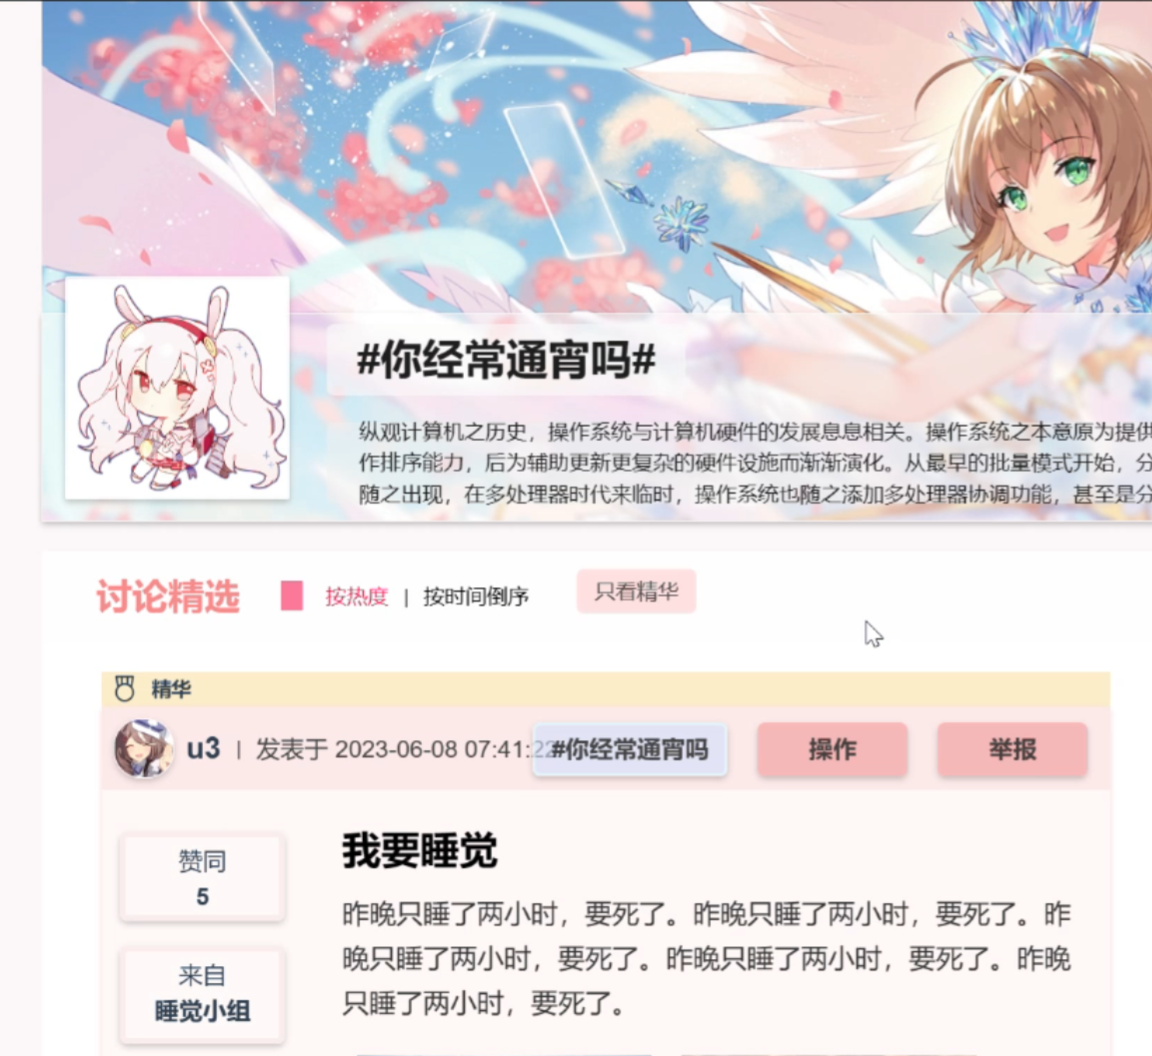 #你经常通宵吗#
纵观计算机之历史，操作系统与计算机硬件的发展息息相关。操作系统之本意原为提供
作排序能力，后为辅助更新更复杂的硬件设施而渐渐演化。从最早的批量模式开始，分
随之出现，在多处理器时代来临时，操作系统也随之添加多处理器协调功能，甚至是分
讨论精选 按热度 | 按时间倒序 只看精华
精华
u3 | 发表于 2023-06-08 07:41:22 #你经常通宵吗 操作 举报
我要睡觉
赞同
5
昨晚只睡了两小时，要死了。昨晚只睡了两小时，要死了。昨
晚只睡了两小时，要死了。昨晚只睡了两小时，要死了。昨晚
只睡了两小时，要死了。
来自
睡觉小组